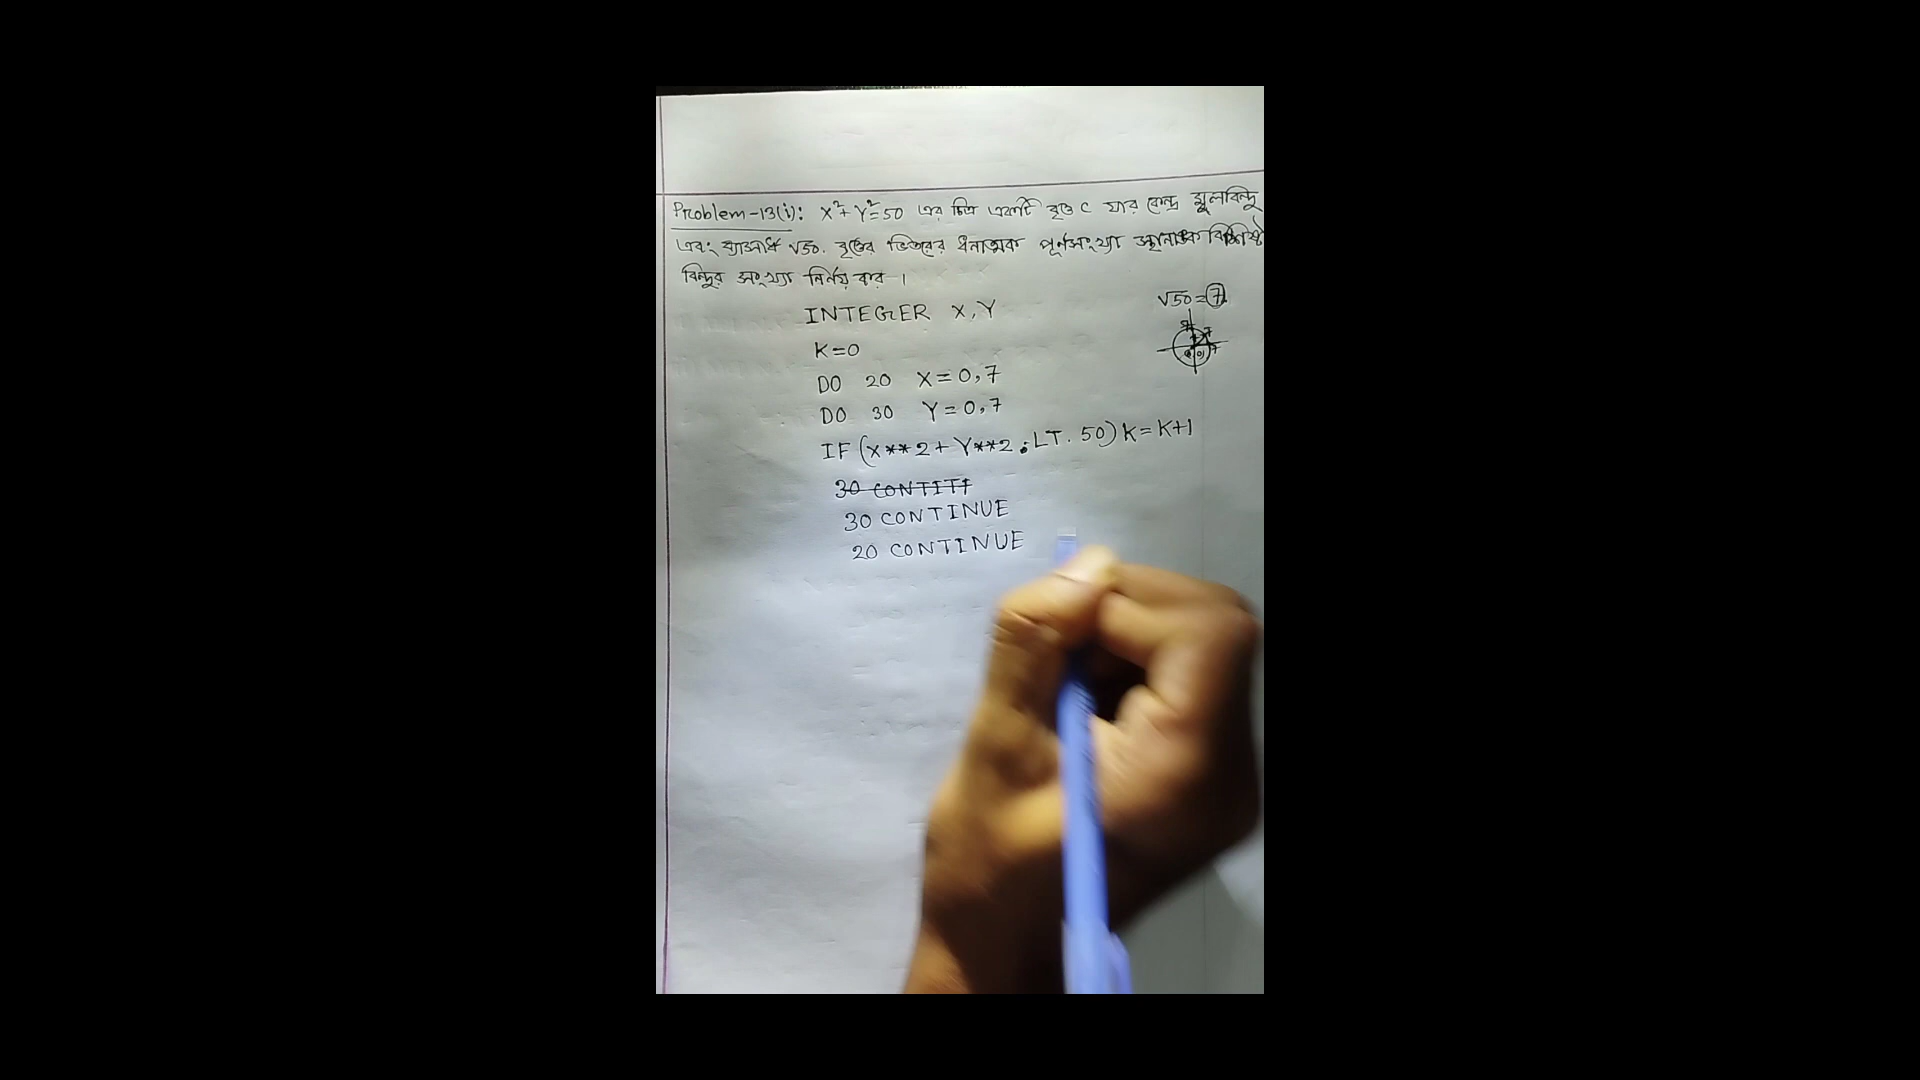 Problem-13(i): X²+Y²=50 এর চিত্র একটি বৃত্ত C যার কেন্দ্র মূলবিন্দু
এবং ব্যাসার্ধ √50. বৃত্তের ভিতরের ধনাত্মক পূর্ণসংখ্যা স্থানাঙ্ক বিশিষ্ট
বিন্দুর সংখ্যা নির্ণয় কর ।
√50=7
INTEGER X,Y
K=0
DO 20 X=0,7
DO 30 Y=0,7
IF (X**2+Y**2.LT.50) K=K+1
30 CONTITI
30 CONTINUE
20 CONTINUE